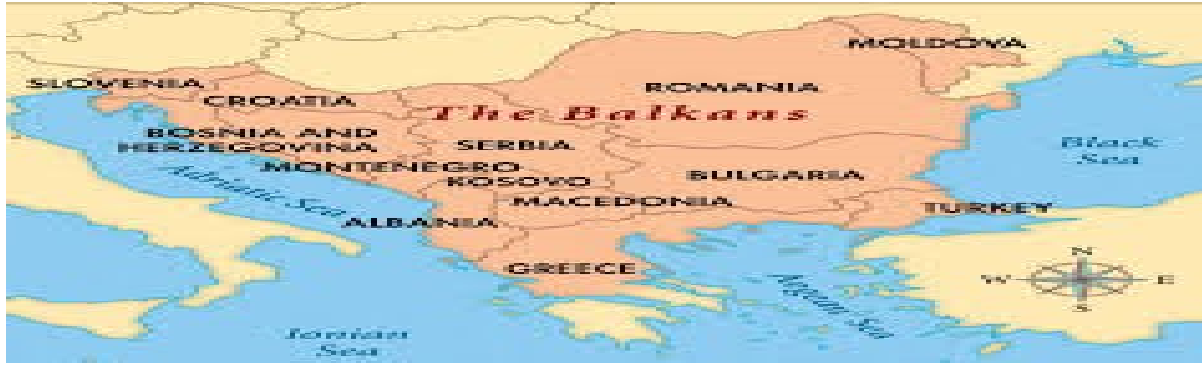 MOLDOVA
SLOVENIA
ROMANIA
CROATIA
The Balkans
BOSNIA AND
HERZEGOVINA
SERBIA
Black
Sea
MONTENEGRO
KOSOVO
BULGARIA
Adriatic Sea
MACEDONIA
TURKEY
ALBANIA
GREECE
N
W
E
S
Aegean Sea
Ionian
Sea